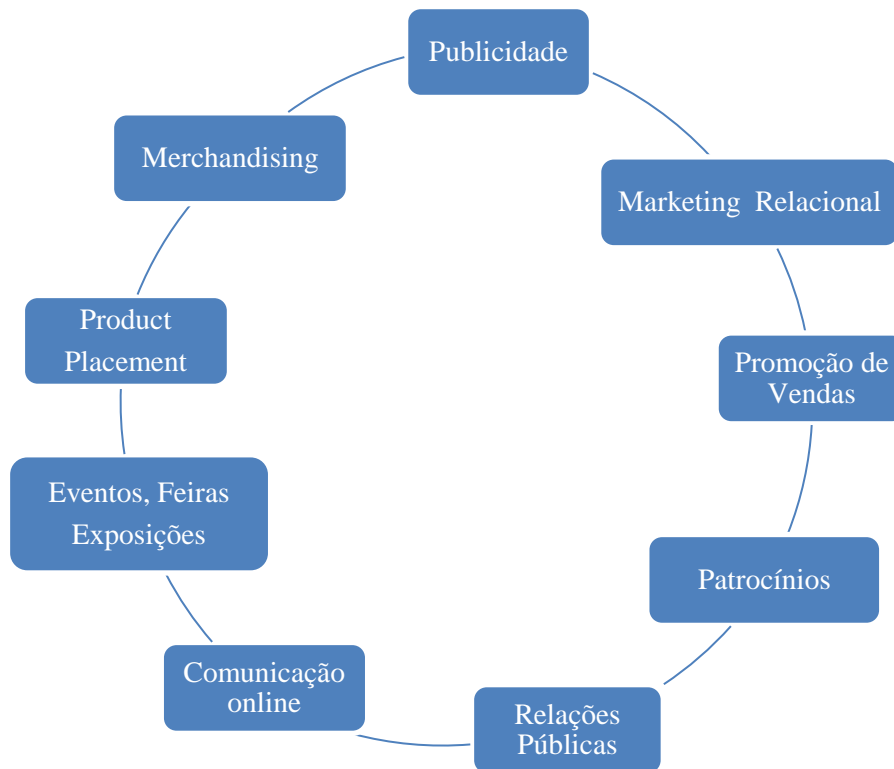 Publicidade
Merchandising
Marketing Relacional
Product
Placement
Promoção de
Vendas
Eventos, Feiras
Exposições
Patrocínios
Comunicação
online
Relações
Públicas